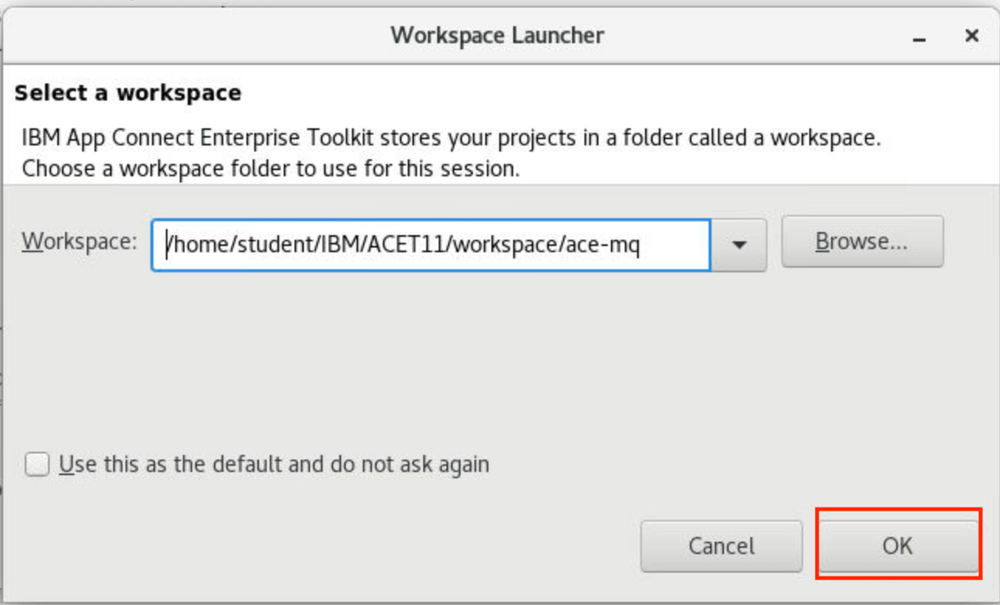 Workspace Launcher
Select a workspace
IBM App Connect Enterprise Toolkit stores your projects in a folder called a workspace.
Choose a workspace folder to use for this session.
Workspace: /home/student/IBM/ACET11/workspace/ace-mq Browse...
Use this as the default and do not ask again
Cancel OK